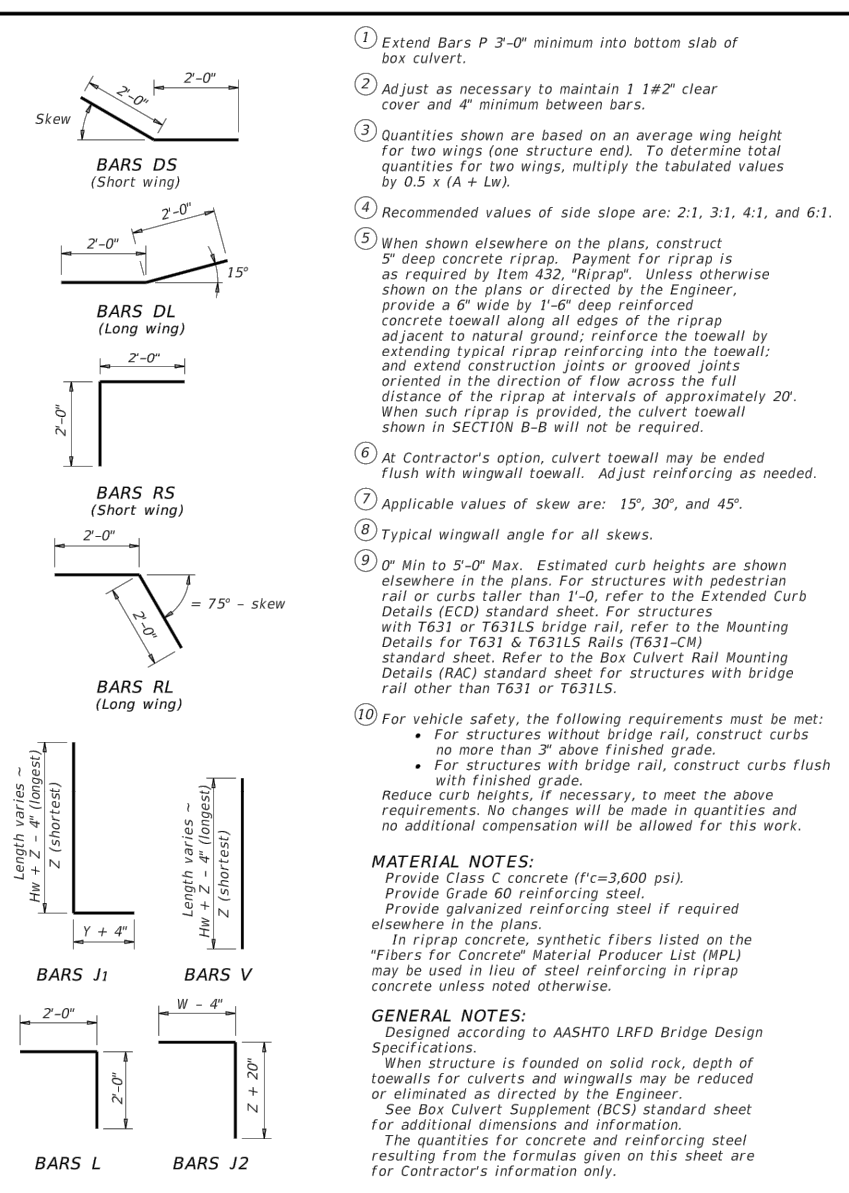 2'-0"
2'-0"
Skew
BARS DS
(Short wing)
2'-0"
2'-0"
15°
BARS DL
(Long wing)
2'-0"
2'-0"
BARS RS
(Short wing)
2'-0"
2'-0"
= 75° - skew
BARS RL
(Long wing)
Length varies ~
Hw + Z - 4" (longest)
Z (shortest)
Y + 4"
BARS J1
Length varies ~
Hw + Z - 4" (longest)
Z (shortest)
BARS V
2'-0"
2'-0"
BARS L
W - 4"
Z + 20"
BARS J2
1 Extend Bars P 3'-0" minimum into bottom slab of
box culvert.
2 Adjust as necessary to maintain 1 1#2" clear
cover and 4" minimum between bars.
3 Quantities shown are based on an average wing height
for two wings (one structure end). To determine total
quantities for two wings, multiply the tabulated values
by 0.5 x (A + Lw).
4 Recommended values of side slope are: 2:1, 3:1, 4:1, and 6:1.
5 When shown elsewhere on the plans, construct
5" deep concrete riprap. Payment for riprap is
as required by Item 432, "Riprap". Unless otherwise
shown on the plans or directed by the Engineer,
provide a 6" wide by 1'-6" deep reinforced
concrete toewall along all edges of the riprap
adjacent to natural ground; reinforce the toewall by
extending typical riprap reinforcing into the toewall;
and extend construction joints or grooved joints
oriented in the direction of flow across the full
distance of the riprap at intervals of approximately 20'.
When such riprap is provided, the culvert toewall
shown in SECTION B-B will not be required.
6 At Contractor's option, culvert toewall may be ended
flush with wingwall toewall. Adjust reinforcing as needed.
7 Applicable values of skew are: 15°, 30°, and 45°.
8 Typical wingwall angle for all skews.
9 0" Min to 5'-0" Max. Estimated curb heights are shown
elsewhere in the plans. For structures with pedestrian
rail or curbs taller than 1'-0, refer to the Extended Curb
Details (ECD) standard sheet. For structures
with T631 or T631LS bridge rail, refer to the Mounting
Details for T631 & T631LS Rails (T631-CM)
standard sheet. Refer to the Box Culvert Rail Mounting
Details (RAC) standard sheet for structures with bridge
rail other than T631 or T631LS.
10 For vehicle safety, the following requirements must be met:
• For structures without bridge rail, construct curbs
no more than 3" above finished grade.
• For structures with bridge rail, construct curbs flush
with finished grade.
Reduce curb heights, if necessary, to meet the above
requirements. No changes will be made in quantities and
no additional compensation will be allowed for this work.
MATERIAL NOTES:
Provide Class C concrete (f'c=3,600 psi).
Provide Grade 60 reinforcing steel.
Provide galvanized reinforcing steel if required
elsewhere in the plans.
In riprap concrete, synthetic fibers listed on the
"Fibers for Concrete" Material Producer List (MPL)
may be used in lieu of steel reinforcing in riprap
concrete unless noted otherwise.
GENERAL NOTES:
Designed according to AASHTO LRFD Bridge Design
Specifications.
When structure is founded on solid rock, depth of
toewalls for culverts and wingwalls may be reduced
or eliminated as directed by the Engineer.
See Box Culvert Supplement (BCS) standard sheet
for additional dimensions and information.
The quantities for concrete and reinforcing steel
resulting from the formulas given on this sheet are
for Contractor's information only.